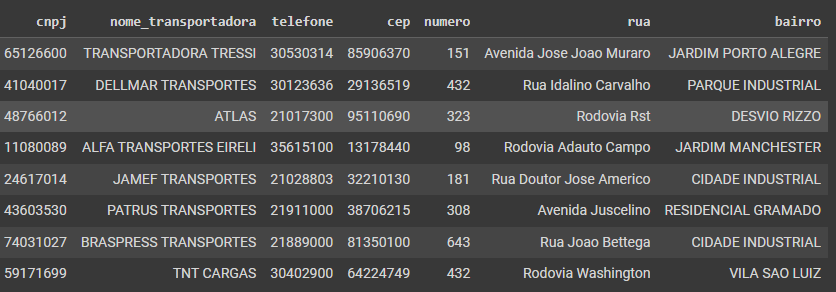 cnpj nome_transportadora telefone cep numero rua bairro
65126600 TRANSPORTADORA TRESSI 30530314 85906370 151 Avenida Jose Joao Muraro JARDIM PORTO ALEGRE
41040017 DELLMAR TRANSPORTES 30123636 29136519 432 Rua Idalino Carvalho PARQUE INDUSTRIAL
48766012 ATLAS 21017300 95110690 323 Rodovia Rst DESVIO RIZZO
11080089 ALFA TRANSPORTES EIRELI 35615100 13178440 98 Rodovia Adauto Campo JARDIM MANCHESTER
24617014 JAMEF TRANSPORTES 21028803 32210130 181 Rua Doutor Jose Americo CIDADE INDUSTRIAL
43603530 PATRUS TRANSPORTES 21911000 38706215 308 Avenida Juscelino RESIDENCIAL GRAMADO
74031027 BRASPRESS TRANSPORTES 21889000 81350100 643 Rua Joao Bettega CIDADE INDUSTRIAL
59171699 TNT CARGAS 30402900 64224749 432 Rodovia Washington VILA SAO LUIZ